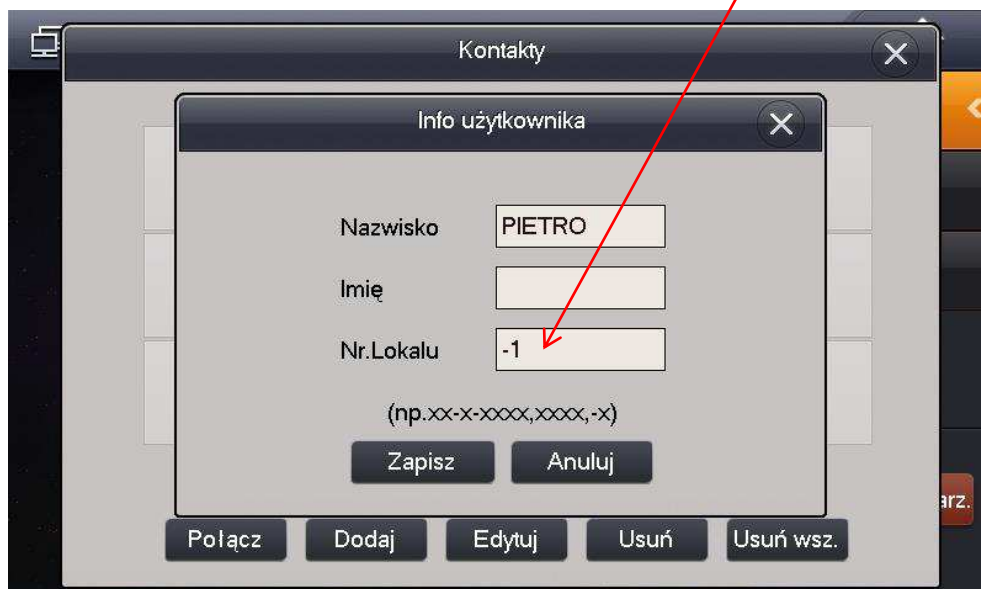 Kontakty
Info użytkownika
Nazwisko PIETRO
Imię
Nr.Lokalu -1
(np.xx-x-xxxx,xxxx,-x)
Zapisz Anuluj
arz.
Połącz Dodaj Edytuj Usuń Usuń wsz.